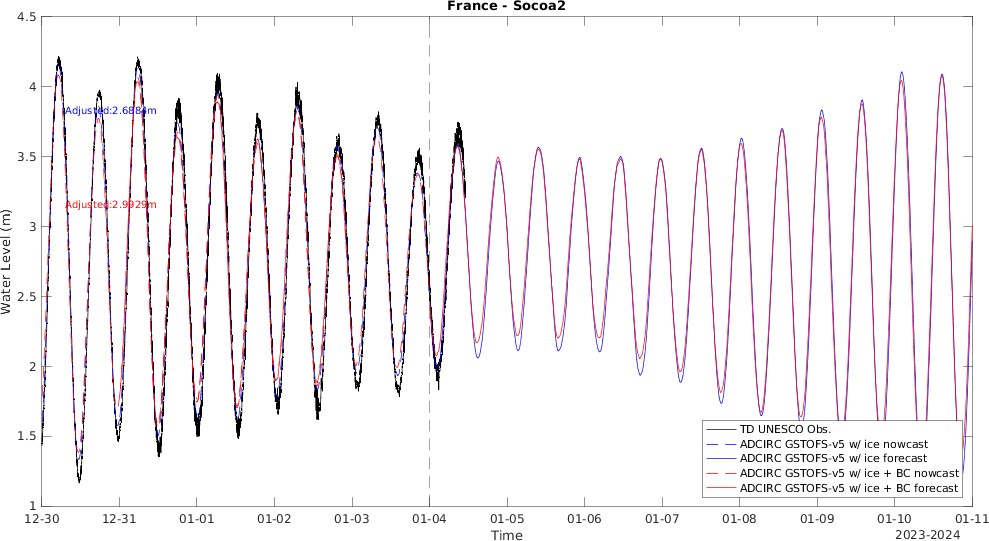 France - Socoa2
4.5
4
3.5
3
2.5
2
1.5
1
Water Level (m)
Adjusted:2.6884m
Adjusted:2.9929m
TD UNESCO Obs.
ADCIRC GSTOFS-v5 w/ ice nowcast
ADCIRC GSTOFS-v5 w/ ice forecast
ADCIRC GSTOFS-v5 w/ ice + BC nowcast
ADCIRC GSTOFS-v5 w/ ice + BC forecast
12-30 12-31 01-01 01-02 01-03 01-04 01-05 01-06 01-07 01-08 01-09 01-10 01-11
Time
2023-2024